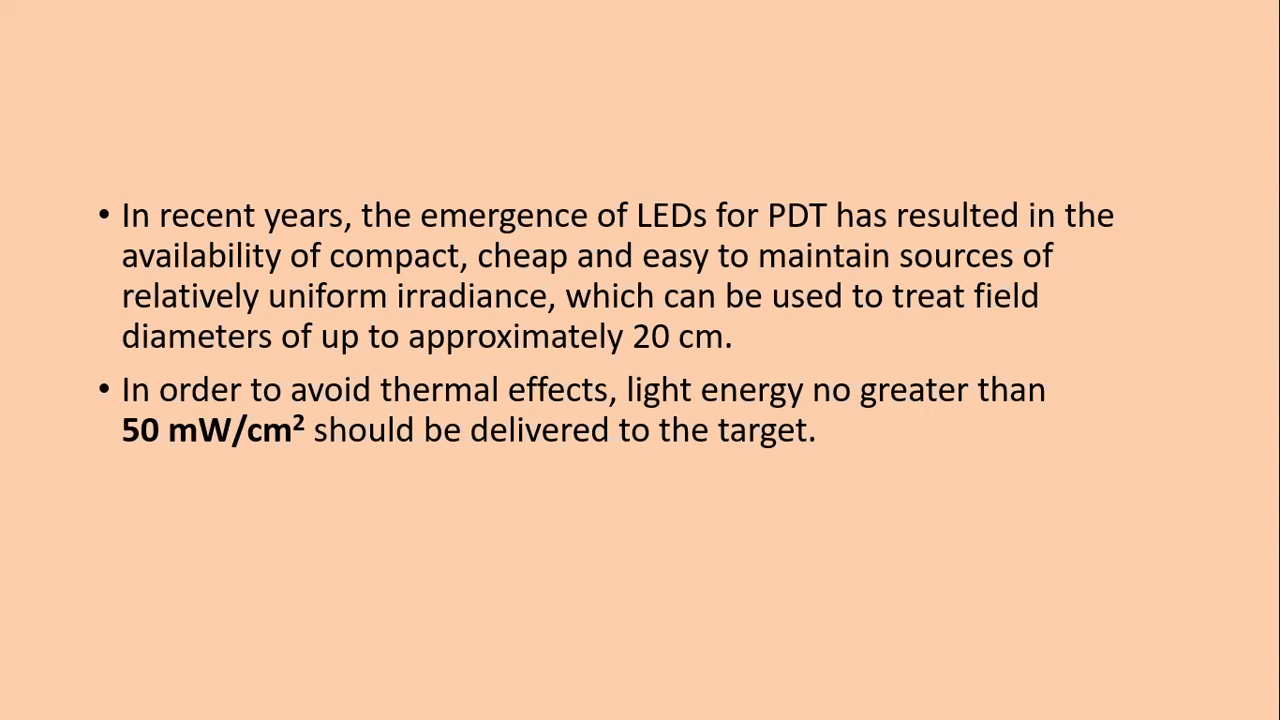 • In recent years, the emergence of LEDs for PDT has resulted in the
availability of compact, cheap and easy to maintain sources of
relatively uniform irradiance, which can be used to treat field
diameters of up to approximately 20 cm.
• In order to avoid thermal effects, light energy no greater than
50 mW/cm² should be delivered to the target.